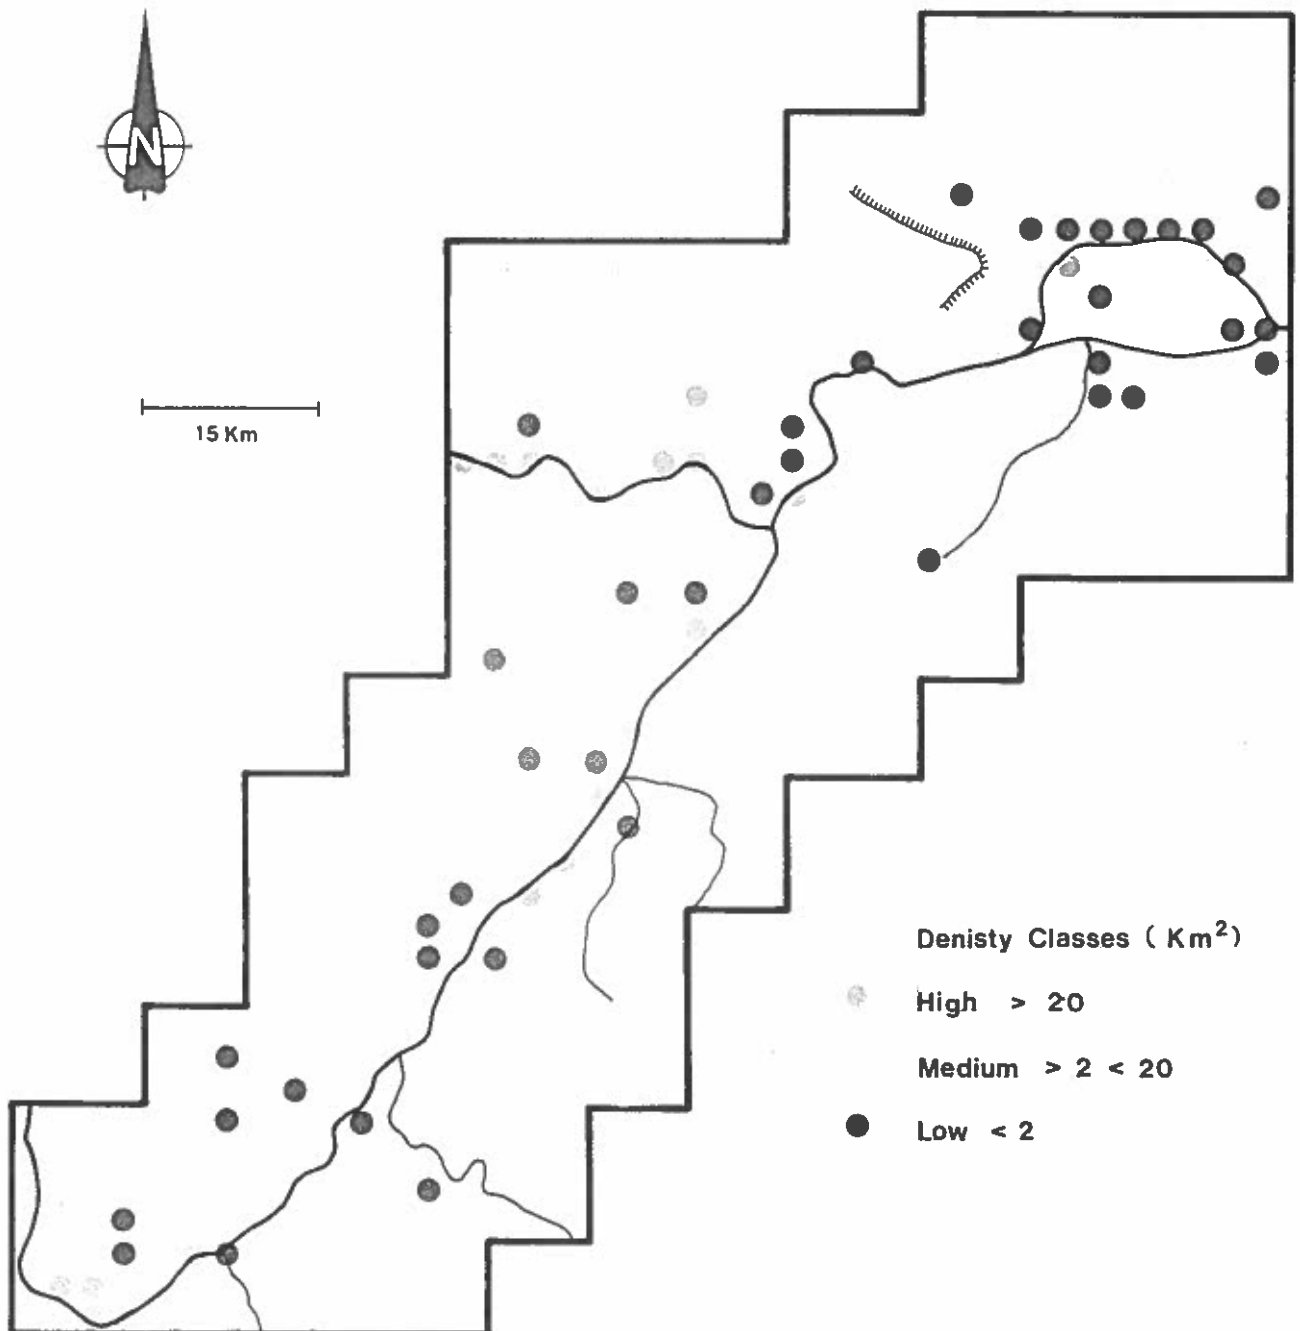 N
15 Km
Denisty Classes ( Km²)
High > 20
Medium > 2 < 20
Low < 2